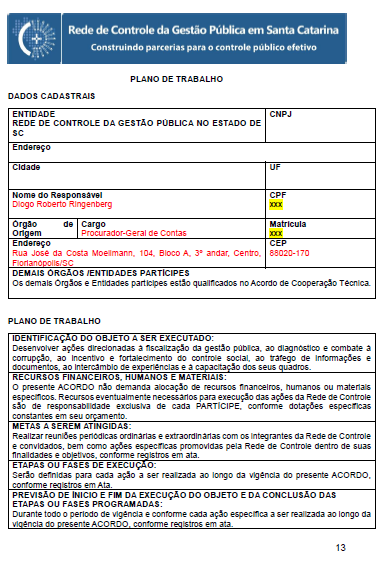 Rede de Controle da Gestão Pública em Santa Catarina
Construindo parcerias para o controle público efetivo
PLANO DE TRABALHO
DADOS CADASTRAIS
ENTIDADE
REDE DE CONTROLE DA GESTÃO PÚBLICA NO ESTADO DE
SC
CNPJ
Endereço
Cidade
UF
Nome do Responsável
Diogo Roberto Ringenberg
CPF
xxx
Órgão de
Origem
Cargo
Procurador-Geral de Contas
Matrícula
xxx
Endereço
Rua José da Costa Moellmann, 104, Bloco A, 3º andar, Centro,
Florianópolis/SC
CEP
88020-170
DEMAIS ÓRGÃOS /ENTIDADES PARTÍCIPES
Os demais Órgãos e Entidades partícipes estão qualificados no Acordo de Cooperação Técnica.
PLANO DE TRABALHO
IDENTIFICAÇÃO DO OBJETO A SER EXECUTADO:
Desenvolver ações direcionadas à fiscalização da gestão pública, ao diagnóstico e combate à
corrupção, ao incentivo e fortalecimento do controle social, ao tráfego de informações e
documentos, ao intercâmbio de experiências e à capacitação dos seus quadros.
RECURSOS FINANCEIROS, HUMANOS E MATERIAIS:
O presente ACORDO não demanda alocação de recursos financeiros, humanos ou materiais
específicos. Recursos eventualmente necessários para execução das ações da Rede de Controle
são de responsabilidade exclusiva de cada PARTÍCIPE, conforme dotações específicas
constantes em seu orçamento.
METAS A SEREM ATINGIDAS:
Realizar reuniões periódicas ordinárias e extraordinárias com os integrantes da Rede de Controle
e convidados, bem como ações específicas promovidas pela Rede de Controle dentro de suas
finalidades e objetivos, conforme registros em ata.
ETAPAS OU FASES DE EXECUÇÃO:
Serão definidas para cada ação a ser realizada ao longo da vigência do presente ACORDO,
conforme registros em Ata.
PREVISÃO DE ÍNICIO E FIM DA EXECUÇÃO DO OBJETO E DA CONCLUSÃO DAS
ETAPAS OU FASES PROGRAMADAS:
Durante todo o período de vigência e conforme cada ação específica a ser realizada ao longo da
vigência do presente ACORDO, conforme registros em ata.
13